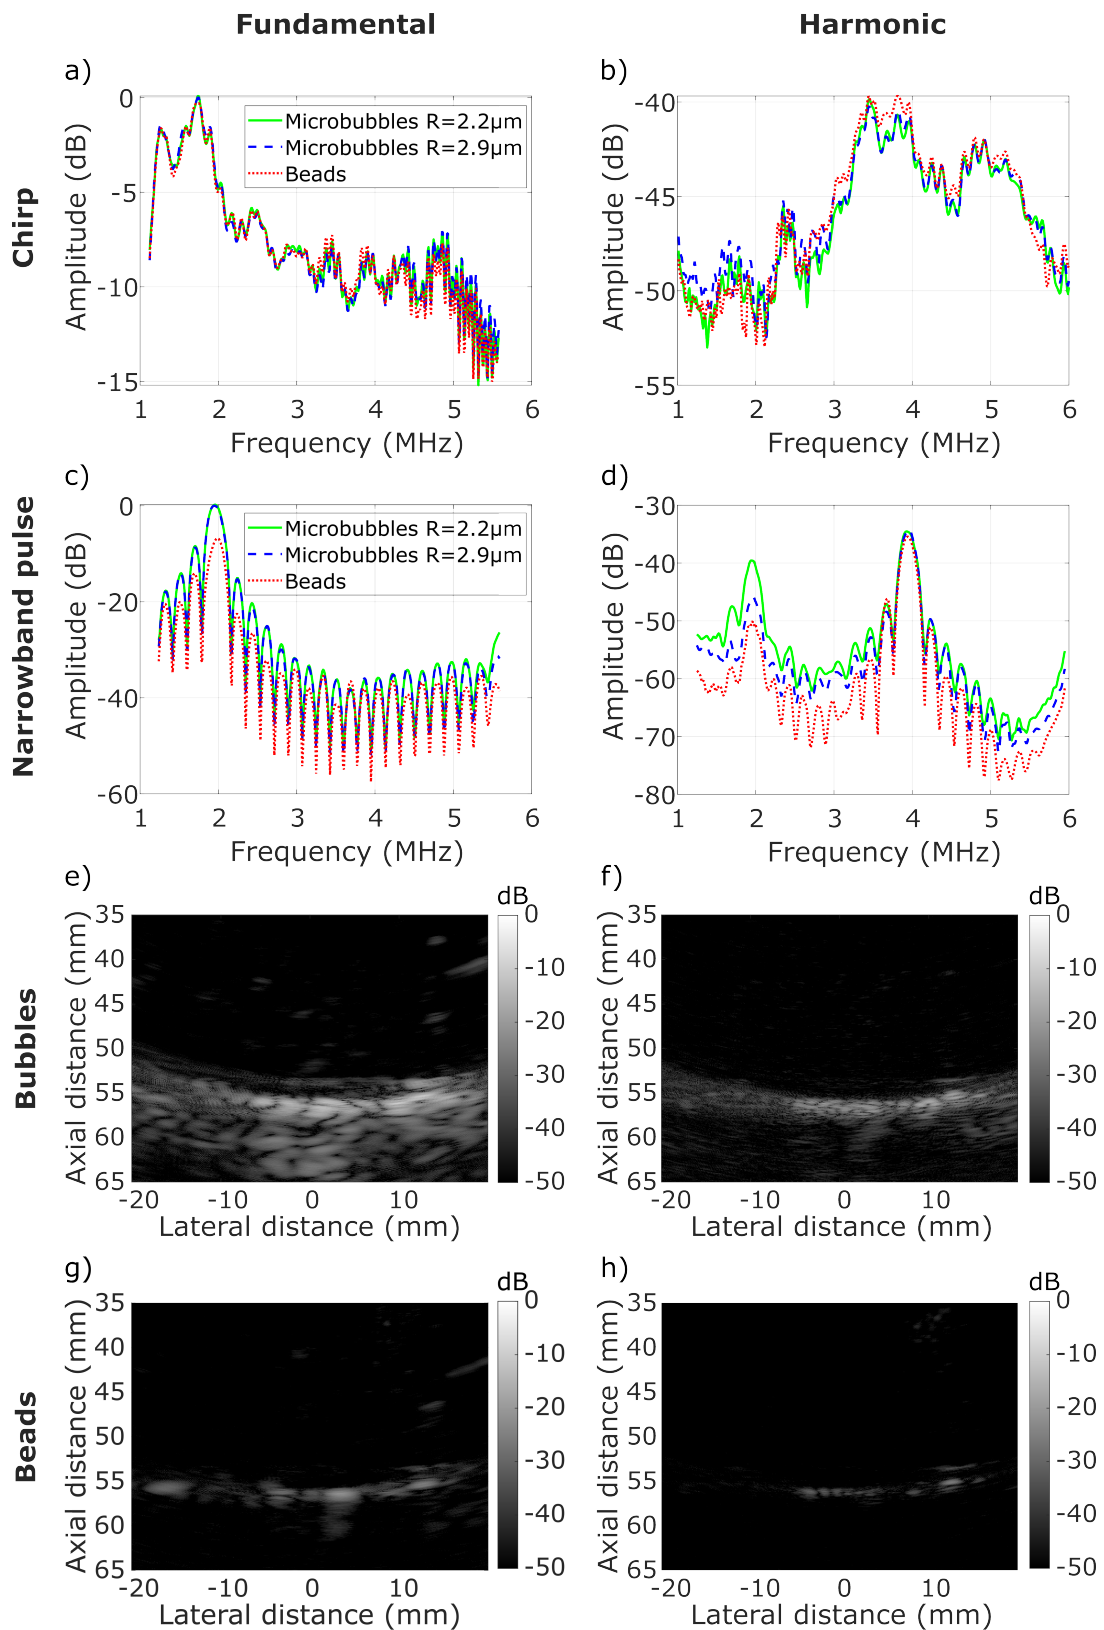 Fundamental
Harmonic
Chirp
a)
0
-5
-10
-15
Amplitude (dB)
Microbubbles R=2.2µm
Microbubbles R=2.9µm
Beads
1 2 3 4 5 6
Frequency (MHz)
b)
-40
-45
-50
-55
Amplitude (dB)
1 2 3 4 5 6
Frequency (MHz)
Narrowband pulse
c)
0
-20
-40
-60
Amplitude (dB)
Microbubbles R=2.2µm
Microbubbles R=2.9µm
Beads
1 2 3 4 5 6
Frequency (MHz)
d)
-30
-40
-50
-60
-70
-80
Amplitude (dB)
1 2 3 4 5 6
Frequency (MHz)
Bubbles
e)
35
40
45
50
55
60
65
Axial distance (mm)
-20 -10 0 10
Lateral distance (mm)
dB
0
-10
-20
-30
-40
-50
f)
35
40
45
50
55
60
65
Axial distance (mm)
-20 -10 0 10
Lateral distance (mm)
dB
0
-10
-20
-30
-40
-50
Beads
g)
35
40
45
50
55
60
65
Axial distance (mm)
-20 -10 0 10
Lateral distance (mm)
dB
0
-10
-20
-30
-40
-50
h)
35
40
45
50
55
60
65
Axial distance (mm)
-20 -10 0 10
Lateral distance (mm)
dB
0
-10
-20
-30
-40
-50